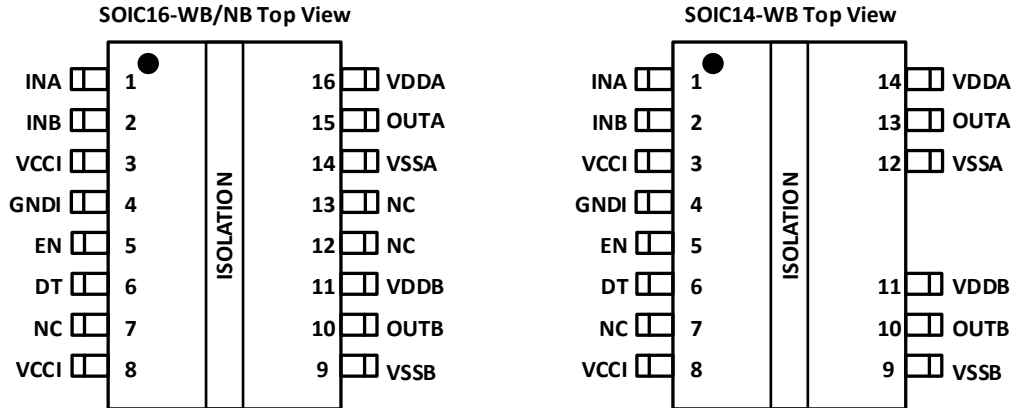 SOIC16-WB/NB Top View
INA 1 16 VDDA
INB 2 15 OUTA
VCCI 3 14 VSSA
GNDI 4 13 NC
EN 5 12 NC
DT 6 11 VDDB
NC 7 10 OUTB
VCCI 8 9 VSSB
ISOLATION
SOIC14-WB Top View
INA 1 14 VDDA
INB 2 13 OUTA
VCCI 3 12 VSSA
GNDI 4
EN 5
DT 6 11 VDDB
NC 7 10 OUTB
VCCI 8 9 VSSB
ISOLATION